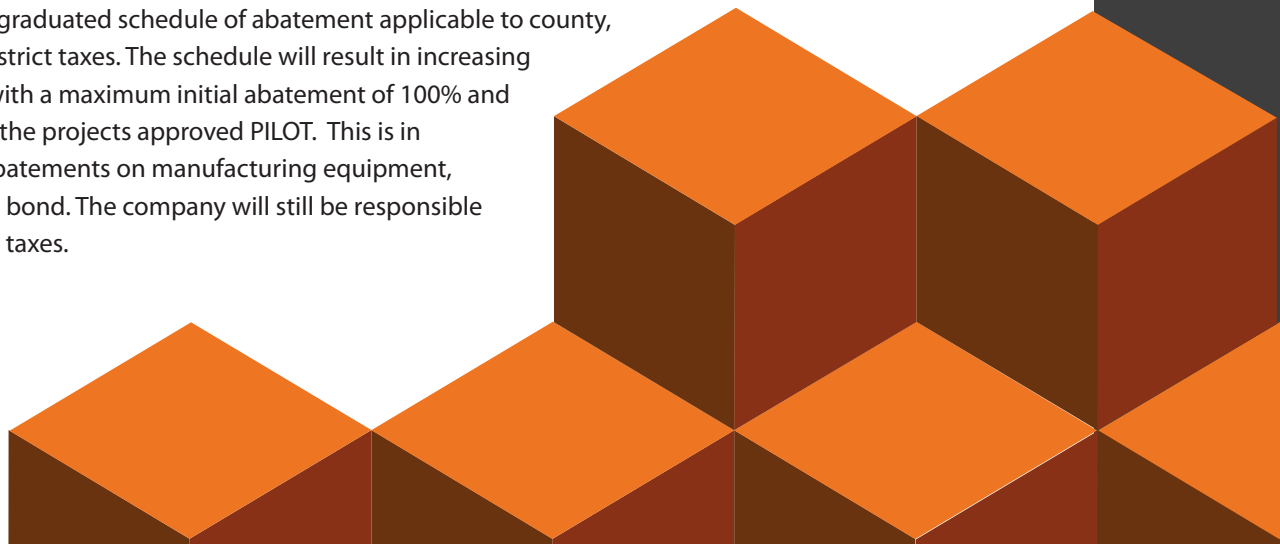 graduated schedule of abatement applicable to county,
strict taxes. The schedule will result in increasing
with a maximum initial abatement of 100% and
the projects approved PILOT. This is in
batements on manufacturing equipment,
bond. The company will still be responsible
taxes.